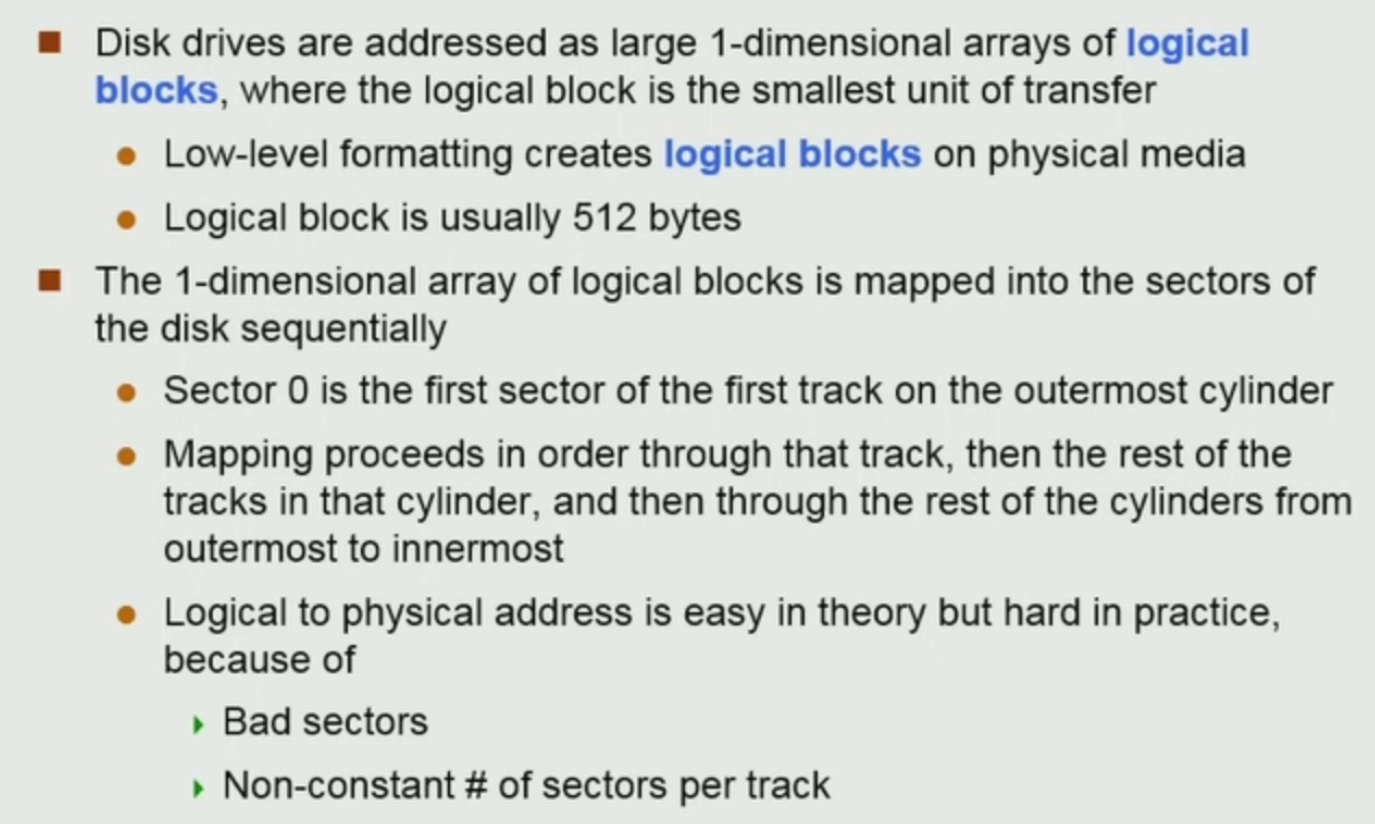 Disk drives are addressed as large 1-dimensional arrays of logical
blocks, where the logical block is the smallest unit of transfer
Low-level formatting creates logical blocks on physical media
Logical block is usually 512 bytes
The 1-dimensional array of logical blocks is mapped into the sectors of
the disk sequentially
Sector 0 is the first sector of the first track on the outermost cylinder
Mapping proceeds in order through that track, then the rest of the
tracks in that cylinder, and then through the rest of the cylinders from
outermost to innermost
Logical to physical address is easy in theory but hard in practice,
because of
Bad sectors
Non-constant # of sectors per track